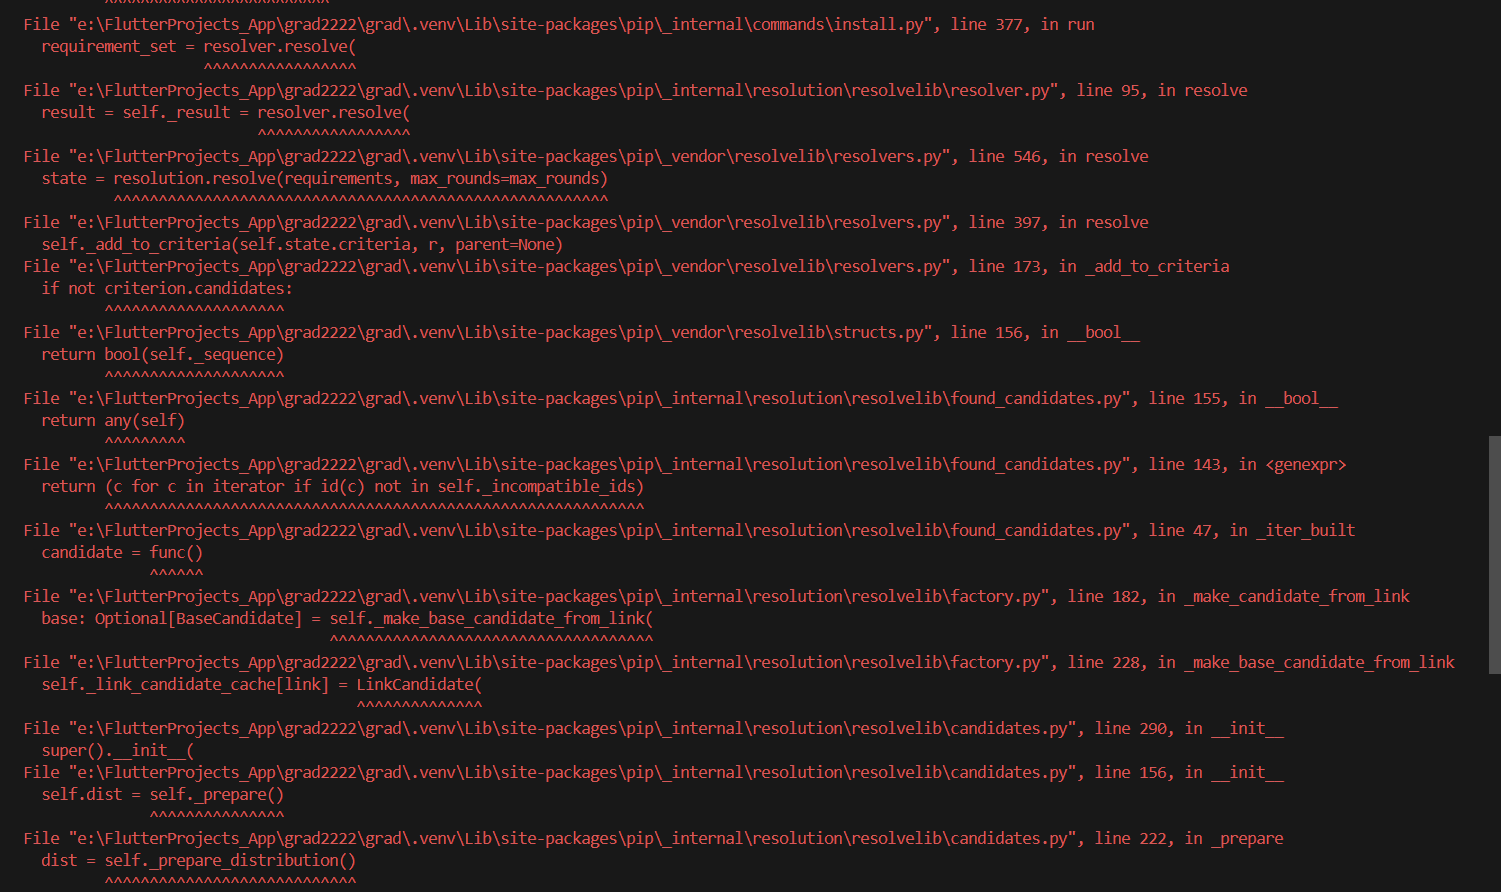 ^^^^^^^^^^^^^^^^^^^^^^^^^
File "e:\FlutterProjects_App\grad2222\grad\.venv\Lib\site-packages\pip\_internal\commands\install.py", line 377, in run
requirement_set = resolver.resolve(
^^^^^^^^^^^^^^^^^
File "e:\FlutterProjects_App\grad2222\grad\.venv\Lib\site-packages\pip\_internal\resolution\resolvelib\resolver.py", line 95, in resolve
result = self._result = resolver.resolve(
^^^^^^^^^^^^^^^^^
File "e:\FlutterProjects_App\grad2222\grad\.venv\Lib\site-packages\pip\_vendor\resolvelib\resolvers.py", line 546, in resolve
state = resolution.resolve(requirements, max_rounds=max_rounds)
^^^^^^^^^^^^^^^^^^^^^^^^^^^^^^^^^^^^^^^^^^^^^^^^^^^^^^^
File "e:\FlutterProjects_App\grad2222\grad\.venv\Lib\site-packages\pip\_vendor\resolvelib\resolvers.py", line 397, in resolve
self._add_to_criteria(self.state.criteria, r, parent=None)
File "e:\FlutterProjects_App\grad2222\grad\.venv\Lib\site-packages\pip\_vendor\resolvelib\resolvers.py", line 173, in _add_to_criteria
if not criterion.candidates:
^^^^^^^^^^^^^^^^^^^^
File "e:\FlutterProjects_App\grad2222\grad\.venv\Lib\site-packages\pip\_vendor\resolvelib\structs.py", line 156, in __bool__
return bool(self._sequence)
^^^^^^^^^^^^^^^^^^^^
File "e:\FlutterProjects_App\grad2222\grad\.venv\Lib\site-packages\pip\_internal\resolution\resolvelib\found_candidates.py", line 155, in __bool__
return any(self)
^^^^^^^^^
File "e:\FlutterProjects_App\grad2222\grad\.venv\Lib\site-packages\pip\_internal\resolution\resolvelib\found_candidates.py", line 143, in <genexpr>
return (c for c in iterator if id(c) not in self._incompatible_ids)
^^^^^^^^^^^^^^^^^^^^^^^^^^^^^^^^^^^^^^^^^^^^^^^^^^^^^^^^^^^^
File "e:\FlutterProjects_App\grad2222\grad\.venv\Lib\site-packages\pip\_internal\resolution\resolvelib\found_candidates.py", line 47, in _iter_built
candidate = func()
^^^^^^
File "e:\FlutterProjects_App\grad2222\grad\.venv\Lib\site-packages\pip\_internal\resolution\resolvelib\factory.py", line 182, in _make_candidate_from_link
base: Optional[BaseCandidate] = self._make_base_candidate_from_link(
^^^^^^^^^^^^^^^^^^^^^^^^^^^^^^^^^^^^
File "e:\FlutterProjects_App\grad2222\grad\.venv\Lib\site-packages\pip\_internal\resolution\resolvelib\factory.py", line 228, in _make_base_candidate_from_link
self._link_candidate_cache[link] = LinkCandidate(
^^^^^^^^^^^^^^
File "e:\FlutterProjects_App\grad2222\grad\.venv\Lib\site-packages\pip\_internal\resolution\resolvelib\candidates.py", line 290, in __init__
super().__init__(
File "e:\FlutterProjects_App\grad2222\grad\.venv\Lib\site-packages\pip\_internal\resolution\resolvelib\candidates.py", line 156, in __init__
self.dist = self._prepare()
^^^^^^^^^^^^^^^
File "e:\FlutterProjects_App\grad2222\grad\.venv\Lib\site-packages\pip\_internal\resolution\resolvelib\candidates.py", line 222, in _prepare
dist = self._prepare_distribution()
^^^^^^^^^^^^^^^^^^^^^^^^^^^^